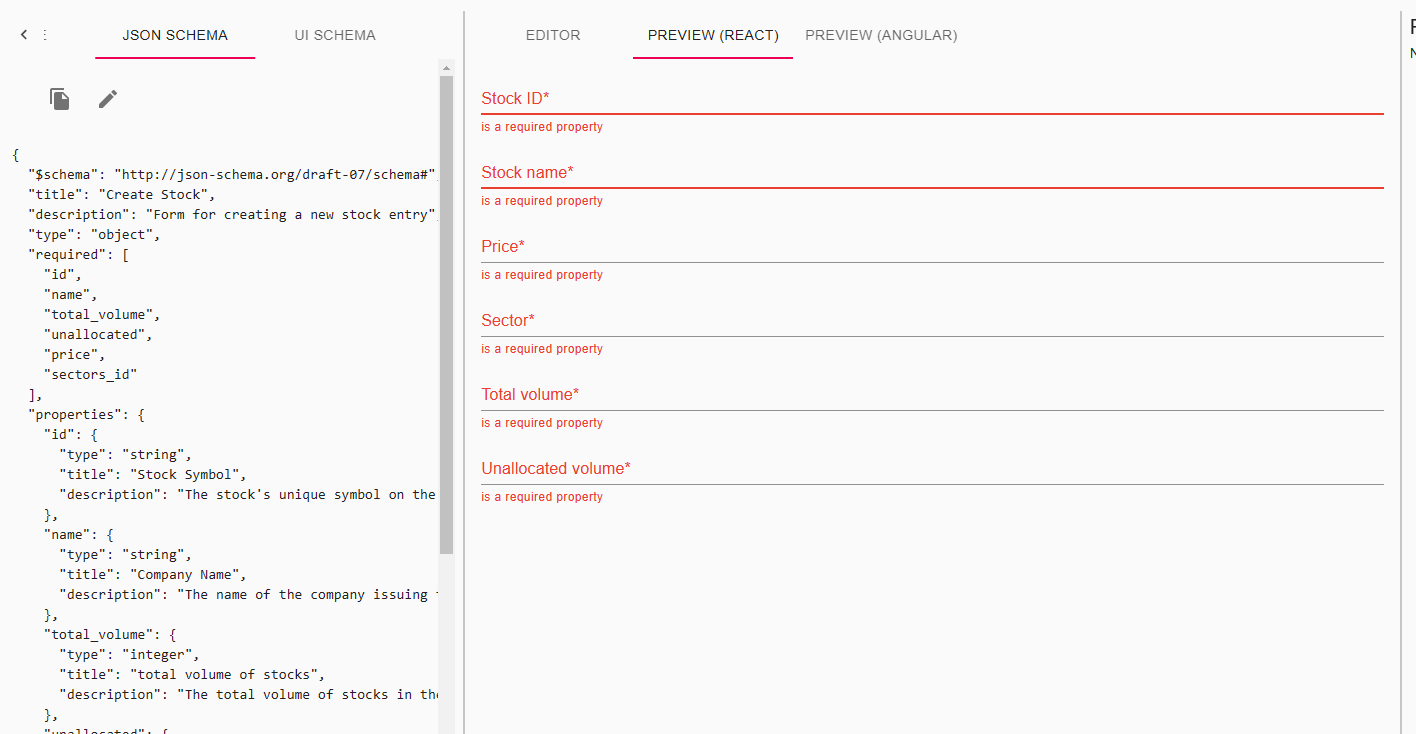 JSON SCHEMA
UI SCHEMA
{
"$schema": "http://json-schema.org/draft-07/schema#",
"title": "Create Stock",
"description": "Form for creating a new stock entry",
"type": "object",
"required": [
"id",
"name",
"total_volume",
"unallocated",
"price",
"sectors_id"
],
"properties": {
"id": {
"type": "string",
"title": "Stock Symbol",
"description": "The stock's unique symbol on the
},
"name": {
"type": "string",
"title": "Company Name",
"description": "The name of the company issuing
},
"total_volume": {
"type": "integer",
"title": "total volume of stocks",
"description": "The total volume of stocks in the
},
"unallocated": {
EDITOR
PREVIEW (REACT)
PREVIEW (ANGULAR)
Stock ID*
is a required property
Stock name*
is a required property
Price*
is a required property
Sector*
is a required property
Total volume*
is a required property
Unallocated volume*
is a required property